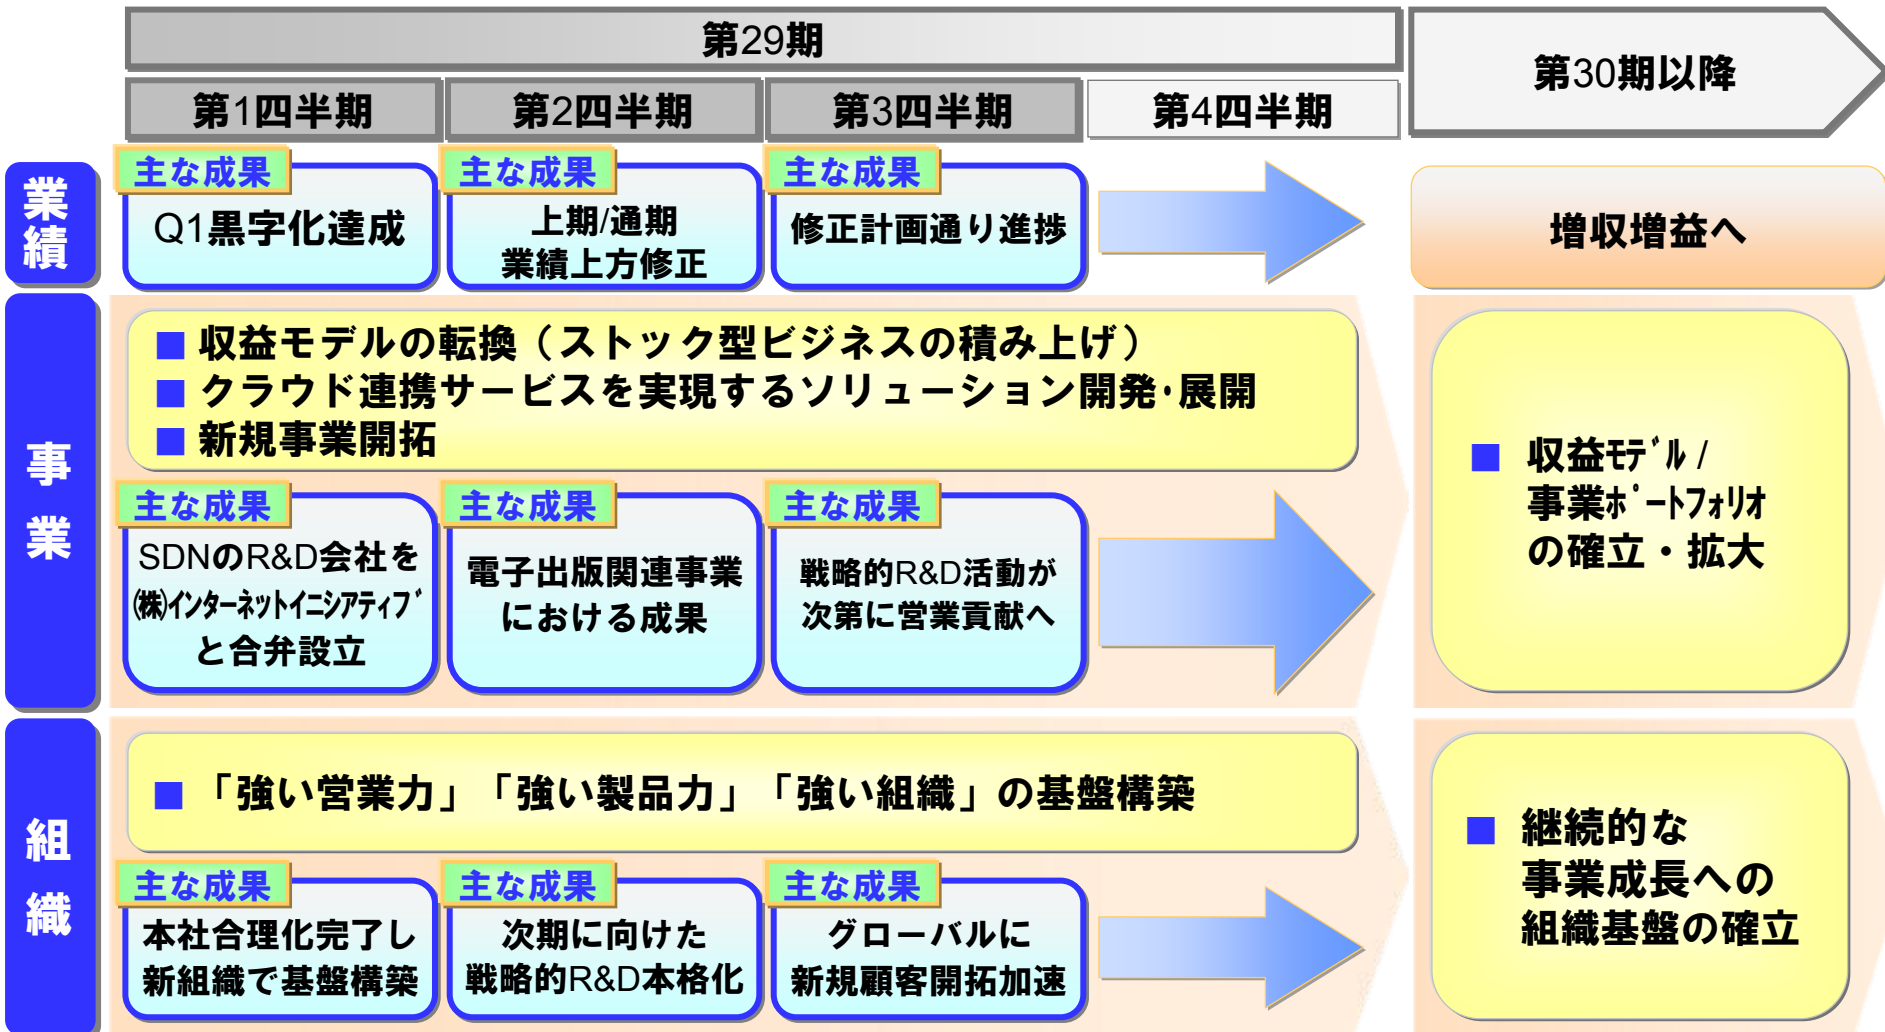 第29期
第30期以降
第1四半期
第2四半期
第3四半期
第4四半期
業績
主な成果
Q1黒字化達成
主な成果
上期/通期
業績上方修正
主な成果
修正計画通り進捗
増収増益へ
事業
■ 収益モデルの転換（ストック型ビジネスの積み上げ）
■ クラウド連携サービスを実現するソリューション開発･展開
■ 新規事業開拓
主な成果
SDNのR&D会社を
㈱インターネットイニシアティブ
と合弁設立
主な成果
電子出版関連事業
における成果
主な成果
戦略的R&D活動が
次第に営業貢献へ
■ 収益ﾓﾃﾞﾙ /
事業ﾎﾟｰﾄﾌｫﾘｵ
の確立・拡大
組織
■ 「強い営業力」「強い製品力」「強い組織」の基盤構築
主な成果
本社合理化完了し
新組織で基盤構築
主な成果
次期に向けた
戦略的R&D本格化
主な成果
グローバルに
新規顧客開拓加速
■ 継続的な
事業成長への
組織基盤の確立